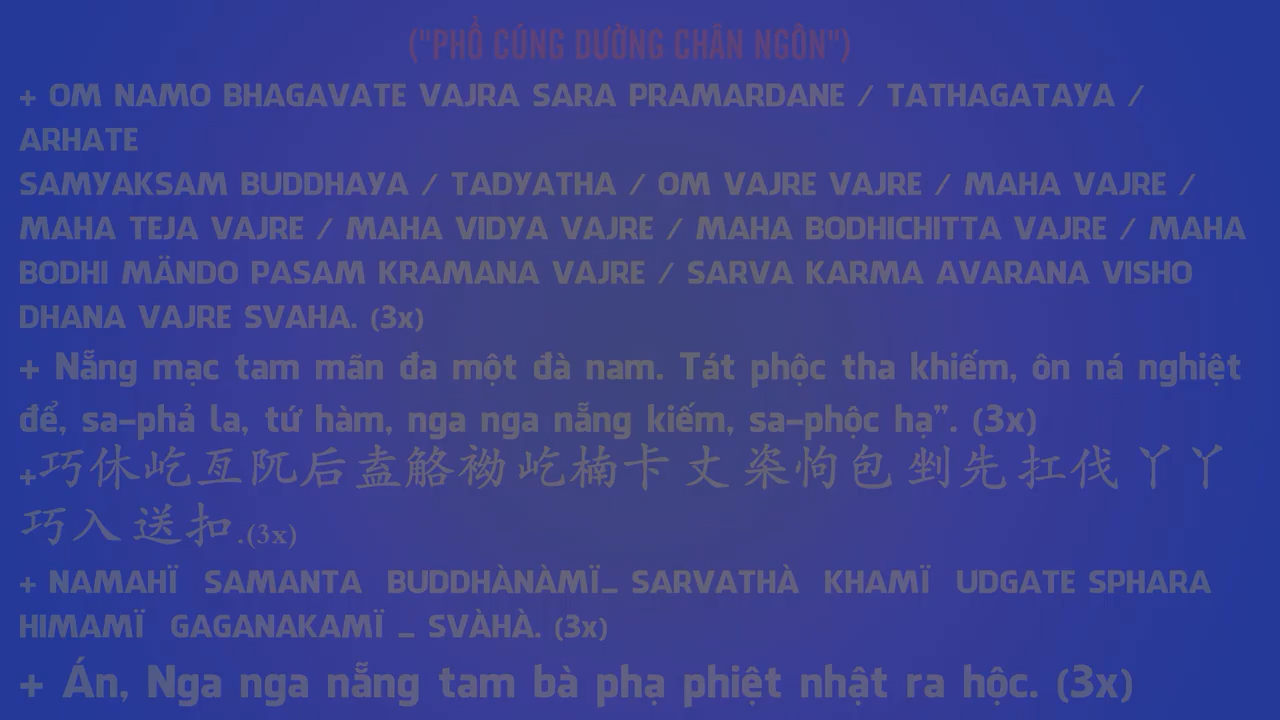 ("PHỔ CÚNG DƯỜNG CHÂN NGÔN")
+ OM NAMO BHAGAVATE VAJRA SARA PRAMARDANE / TATHAGATAYA /
ARHATE
SAMYAKSAM BUDDHAYA / TADYATHA / OM VAJRE VAJRE / MAHA VAJRE /
MAHA TEJA VAJRE / MAHA VIDYA VAJRE / MAHA BODHICHITTA VAJRE / MAHA
BODHI MÄNDO PASAM KRAMANA VAJRE / SARVA KARMA AVARANA VISHO
DHANA VAJRE SVAHA. (3x)
+ Nẵng mạc tam mãn đa một đà nam. Tát phộc tha khiếm, ôn ná nghiệt
để, sa-phả la, tứ hàm, nga nga nẵng kiếm, sa-phộc hạ”. (3x)
+巧休屹亙阢后盍觡袎屹楠卡丈粢恦包剉先扛伐丫丫
巧入送扣.(3x)
+ NAMAHÏ SAMANTA BUDDHÀNÀMÏ_ SARVATHÀ KHAMÏ UDGATE SPHARA
HIMAMÏ GAGANAKAMÏ _ SVÀHÀ. (3x)
+ Án, Nga nga nẵng tam bà phạ phiệt nhật ra hộc. (3x)